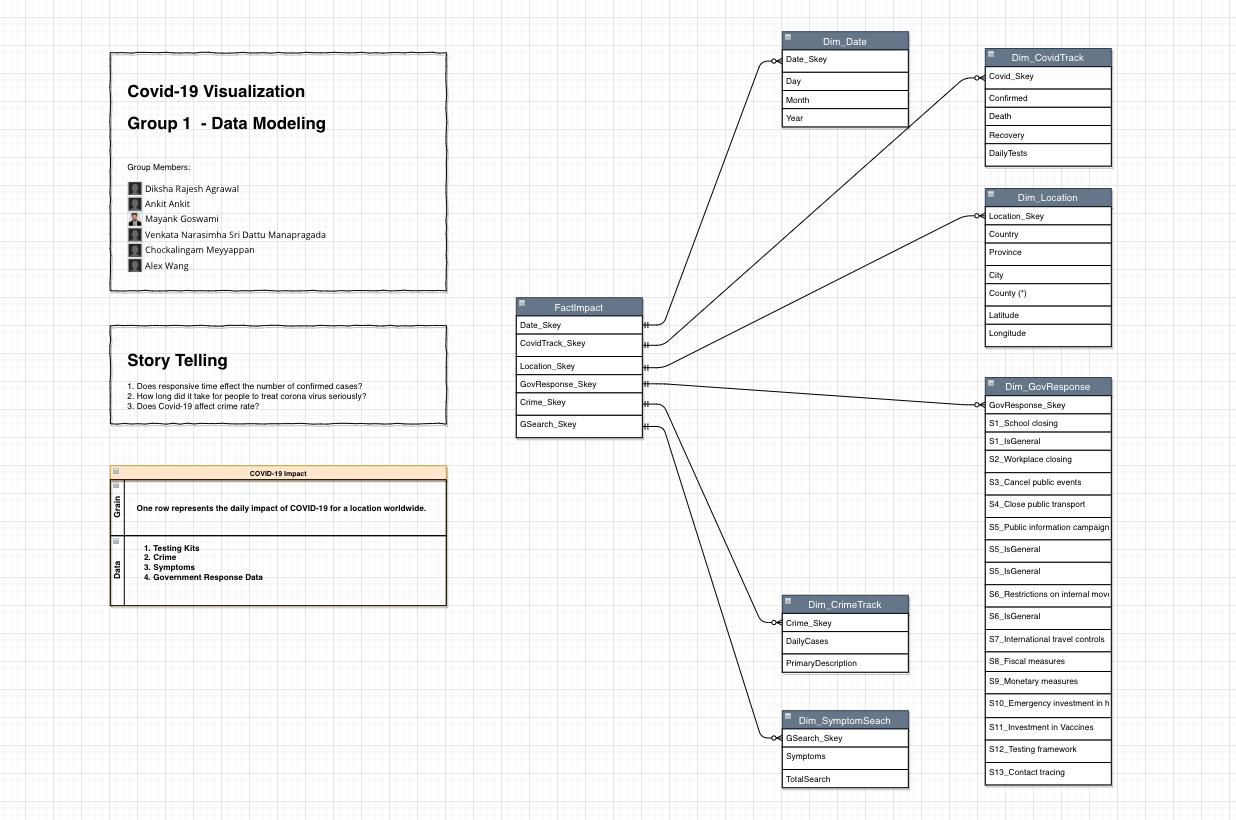 Covid-19 Visualization
Group 1 - Data Modeling
Group Members:
Diksha Rajesh Agrawal
Ankit Ankit
Mayank Goswami
Venkata Narasimha Sri Dattu Manapragada
Chockalingam Meyyappan
Alex Wang
Story Telling
1. Does responsive time effect the number of confirmed cases?
2. How long did it take for people to treat corona virus seriously?
3. Does Covid-19 affect crime rate?
COVID-19 Impact
Grain
One row represents the daily impact of COVID-19 for a location worldwide.
Data
1. Testing Kits
2. Crime
3. Symptoms
4. Government Response Data
FactImpact
Date_Skey
CovidTrack_Skey
Location_Skey
GovResponse_Skey
Crime_Skey
GSearch_Skey
Dim_Date
Date_Skey
Day
Month
Year
Dim_CovidTrack
Covid_Skey
Confirmed
Death
Recovery
DailyTests
Dim_Location
Location_Skey
Country
Province
City
County (*)
Latitude
Longitude
Dim_GovResponse
GovResponse_Skey
S1_School closing
S1_IsGeneral
S2_Workplace closing
S3_Cancel public events
S4_Close public transport
S5_Public information campaign
S5_IsGeneral
S5_IsGeneral
S6_Restrictions on internal move
S6_IsGeneral
S7_International travel controls
S8_Fiscal measures
S9_Monetary measures
S10_Emergency investment in h
S11_Investment in Vaccines
S12_Testing framework
S13_Contact tracing
Dim_CrimeTrack
Crime_Skey
DailyCases
PrimaryDescription
Dim_SymptomSeach
GSearch_Skey
Symptoms
TotalSearch